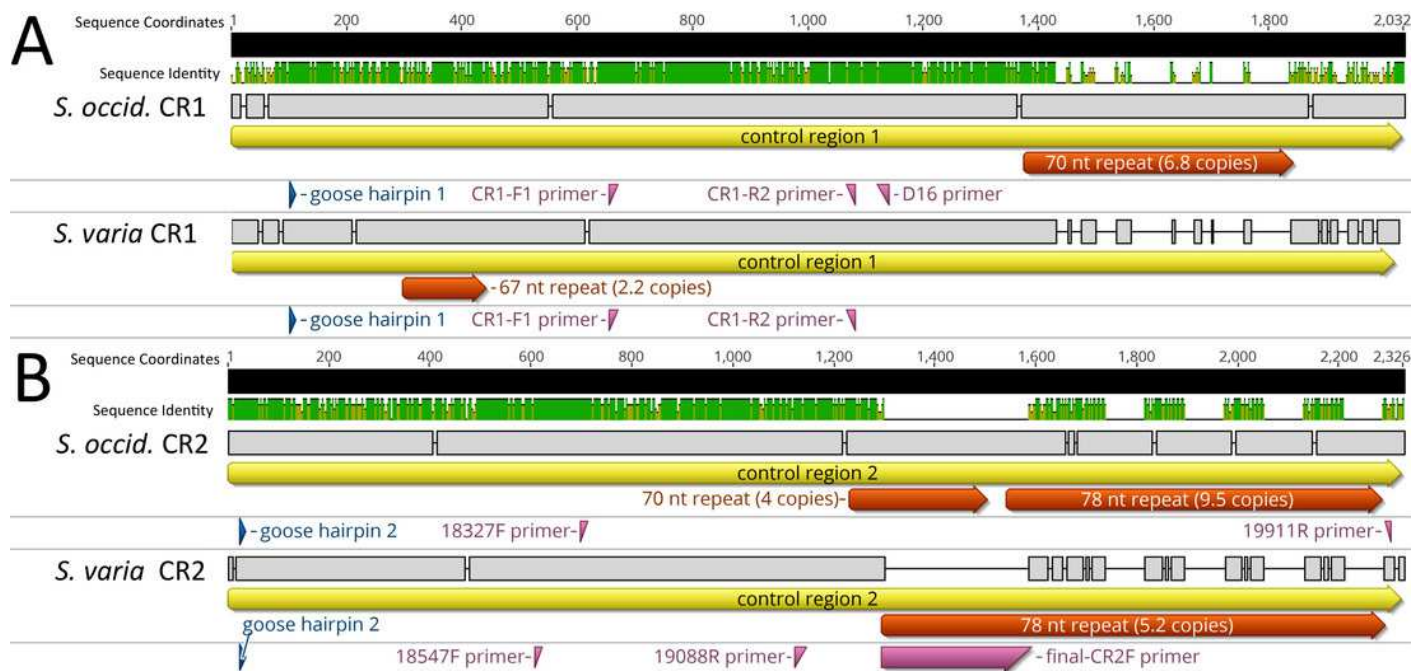 A
Sequence Coordinates 1 200 400 600 800 1,000 1,200 1,400 1,600 1,800 2,032
Sequence Identity
S. occid. CR1
control region 1
70 nt repeat (6.8 copies)
goose hairpin 1 CR1-F1 primer CR1-R2 primer D16 primer
S. varia CR1
control region 1
67 nt repeat (2.2 copies)
goose hairpin 1 CR1-F1 primer CR1-R2 primer
B
Sequence Coordinates 1 200 400 600 800 1,000 1,200 1,400 1,600 1,800 2,000 2,200 2,326
Sequence Identity
S. occid. CR2
control region 2
70 nt repeat (4 copies) 78 nt repeat (9.5 copies)
goose hairpin 2 18327F primer 19911R primer
S. varia CR2
control region 2
goose hairpin 2 78 nt repeat (5.2 copies)
18547F primer 19088R primer final-CR2F primer